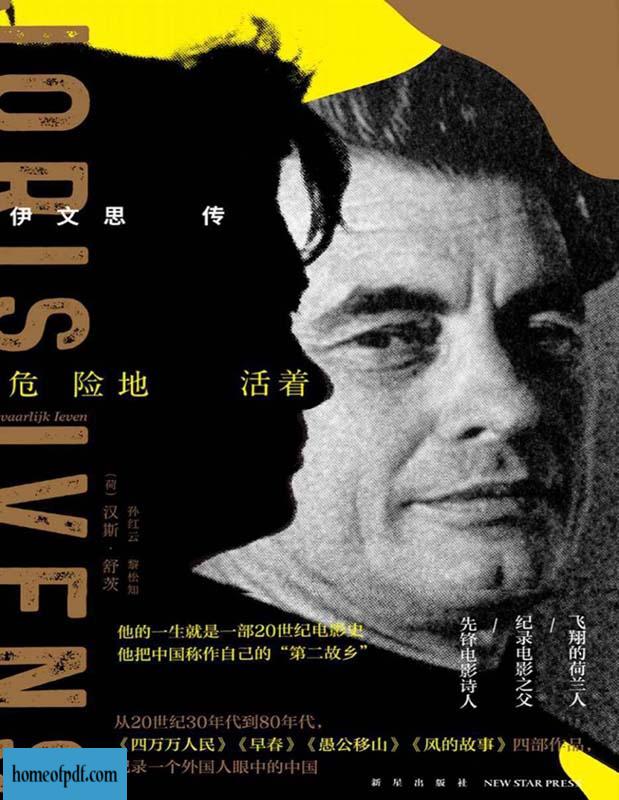 JORIS IVENS
伊文思 传
危险地 活着
vaarlijk leven
(荷) 汉斯·舒茨
孙红云 黎松知
他的一生就是一部20世纪电影史
他把中国称作自己的“第二故乡”
飞翔的荷兰人 /
纪录电影之父 /
先锋电影诗人
从20世纪30年代到80年代，
《四万万人民》《早春》《愚公移山》《风的故事》四部作品，
记录一个外国人眼中的中国
新星出版社 NEW STAR PRESS
homeofpdf.com